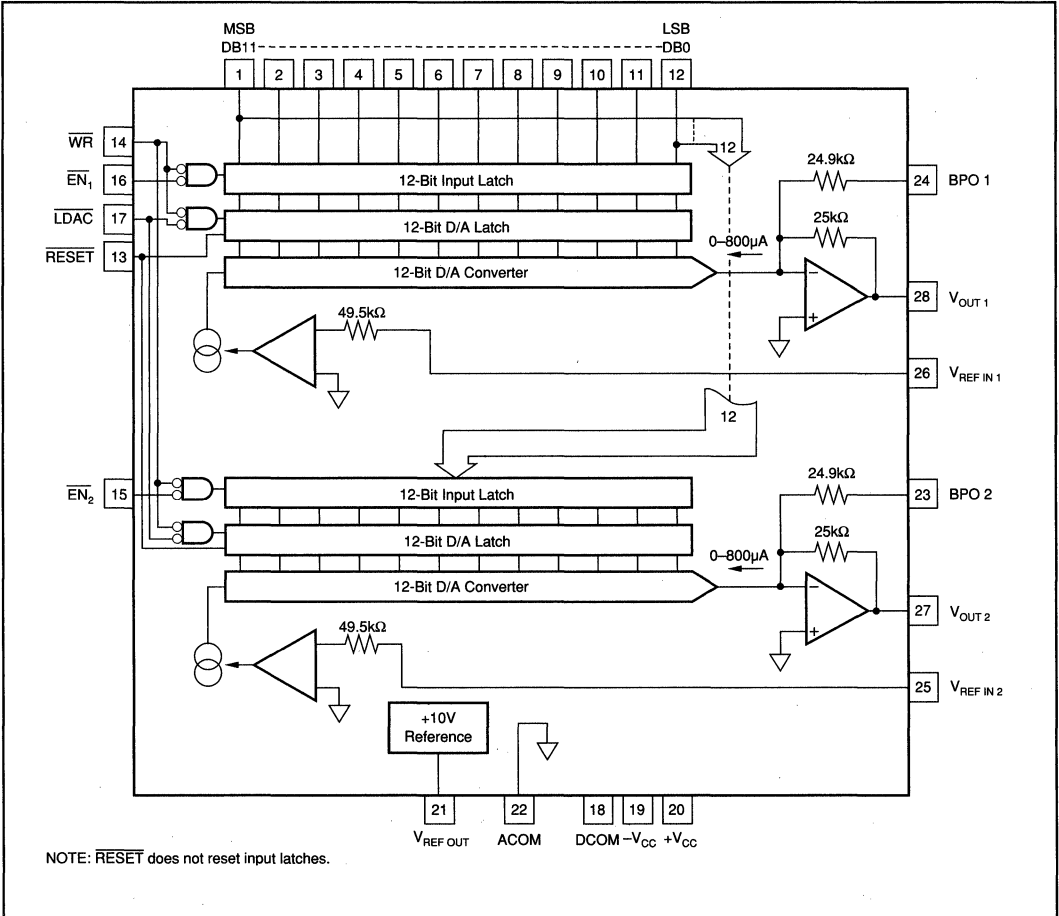 MSB LSB
DB11 DB0
1 2 3 4 5 6 7 8 9 10 11 12
WR 14
12
24.9kΩ
EN1 16
12-Bit Input Latch
24 BPO 1
LDAC 17
25kΩ
12-Bit D/A Latch
0–800µA
RESET 13
12-Bit D/A Converter
−
28 VOUT 1
+
49.5kΩ
26 VREF IN 1
12
24.9kΩ
EN2 15
12-Bit Input Latch
23 BPO 2
25kΩ
12-Bit D/A Latch
0–800µA
12-Bit D/A Converter
−
27 VOUT 2
+
49.5kΩ
25 VREF IN 2
+10V
Reference
21 22 18 19 20
VREF OUT ACOM DCOM –VCC +VCC
NOTE: RESET does not reset input latches.